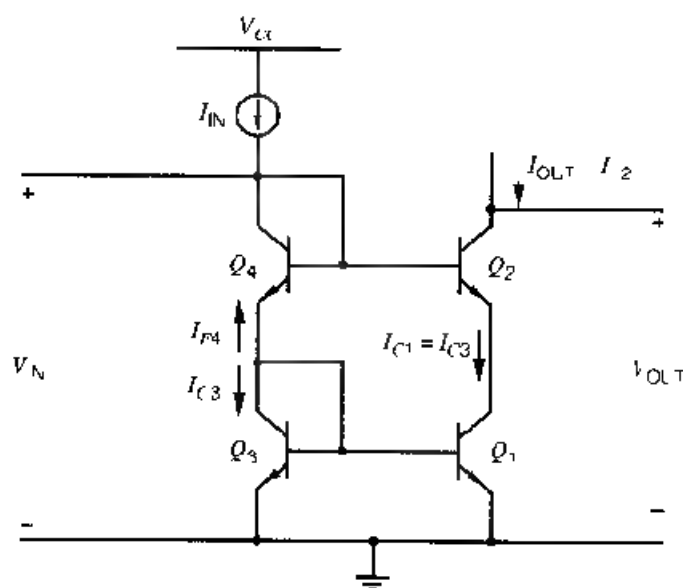 V_CC
I_IN
I_OUT I_2
+
+
Q_4
Q_2
I_E4
I_C1 = I_C3
V_IN
I_C3
V_OUT
Q_3
Q_1
−
−